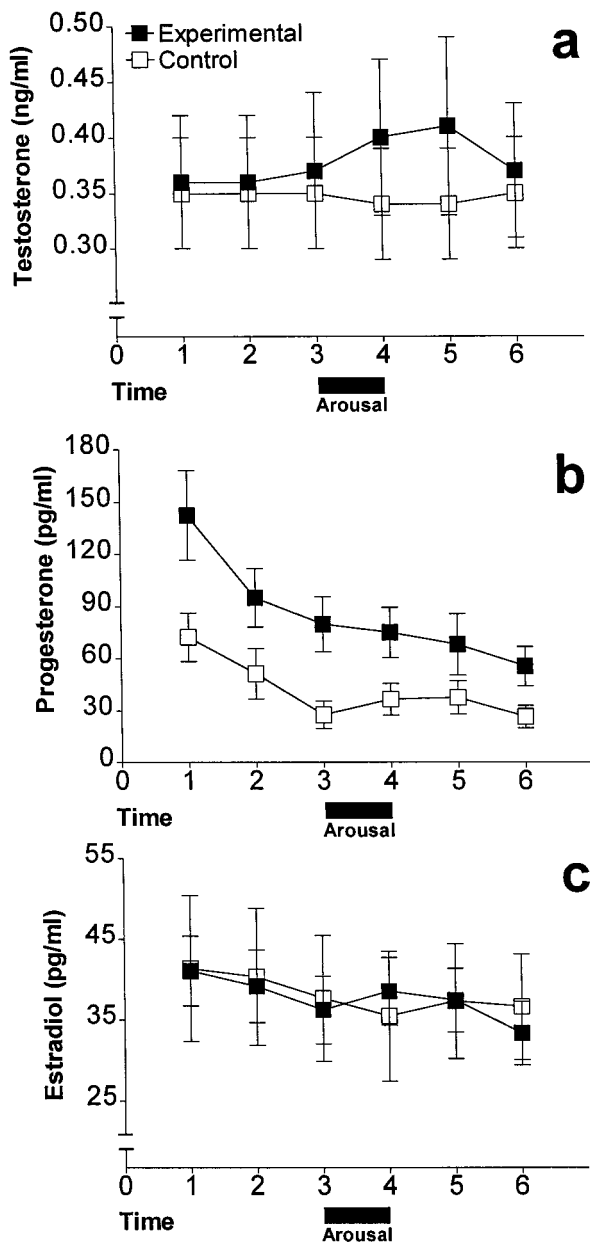 0.50
Experimental
Control
a
0.45
0.40
0.35
0.30
Testosterone (ng/ml)
0 1 2 3 4 5 6
Time
Arousal
180
b
150
120
90
60
30
0
Progesterone (pg/ml)
0 1 2 3 4 5 6
Time
Arousal
55
c
45
35
25
Estradiol (pg/ml)
0 1 2 3 4 5 6
Time
Arousal